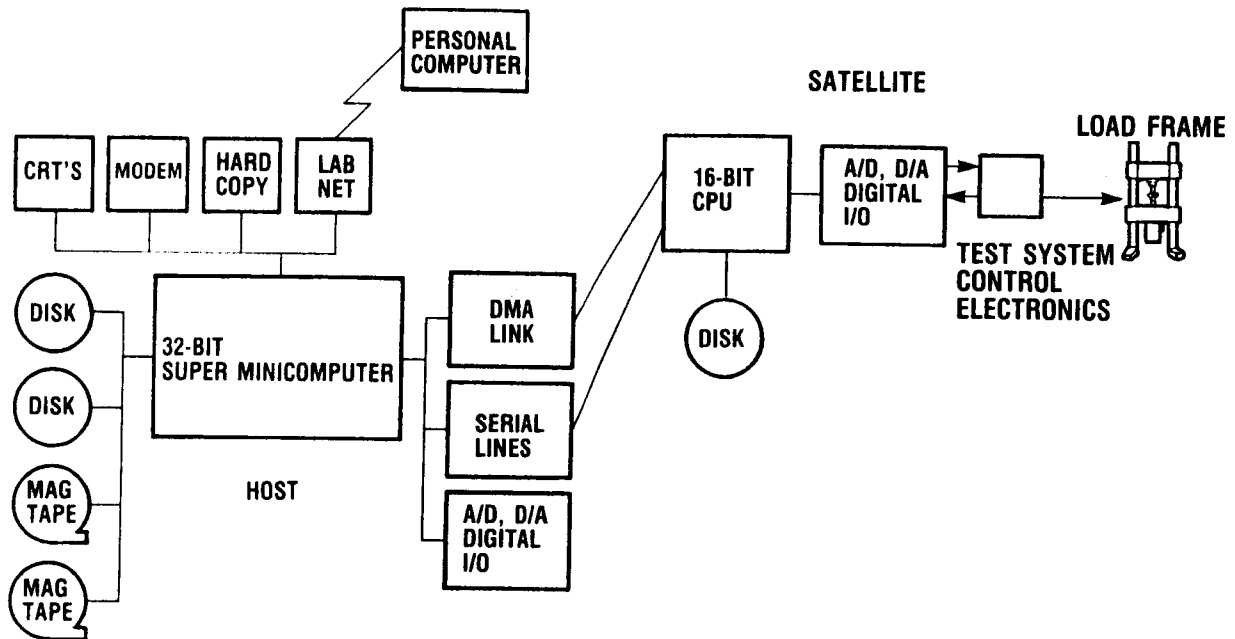 PERSONAL
COMPUTER
SATELLITE
LOAD FRAME
CRT'S
MODEM
HARD
COPY
LAB
NET
16-BIT
CPU
A/D, D/A
DIGITAL
I/O
TEST SYSTEM
CONTROL
ELECTRONICS
DISK
DISK
DISK
MAG
TAPE
MAG
TAPE
32-BIT
SUPER MINICOMPUTER
HOST
DMA
LINK
SERIAL
LINES
A/D, D/A
DIGITAL
I/O